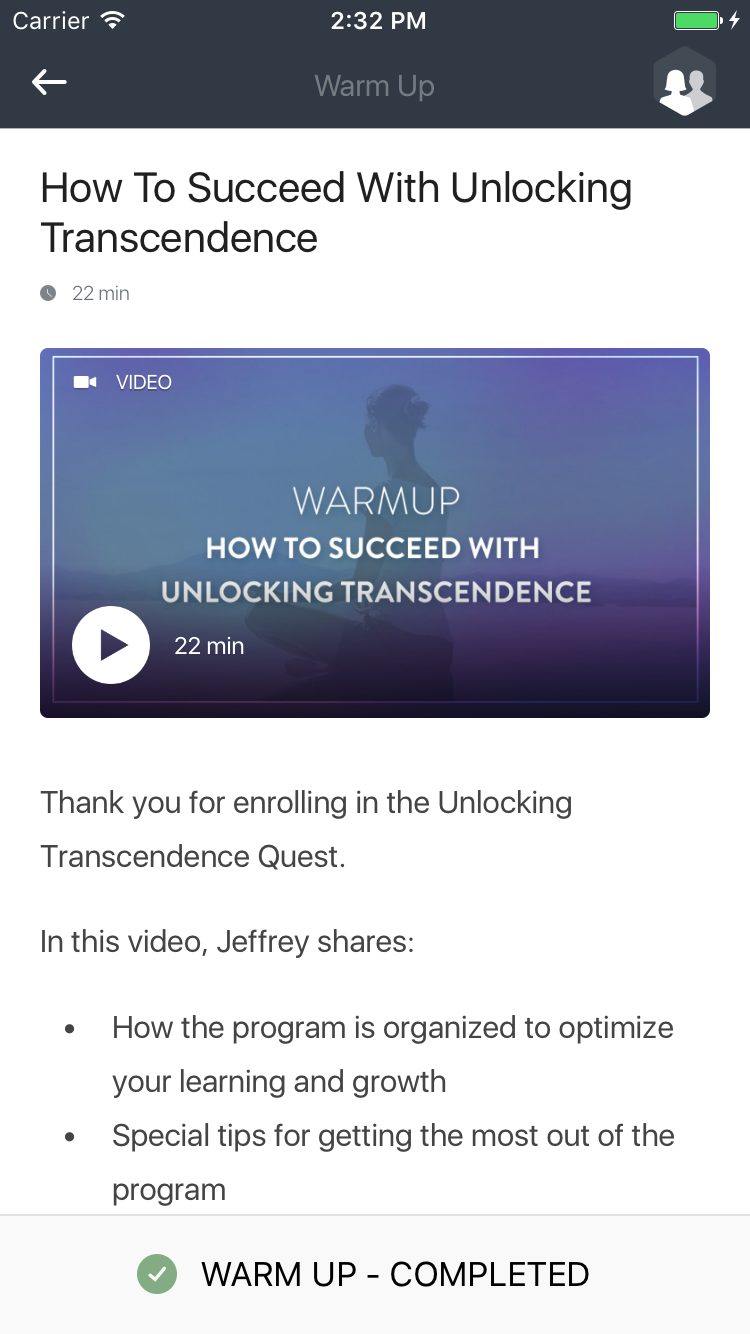 Carrier 2:32 PM
Warm Up
How To Succeed With Unlocking
Transcendence
22 min
VIDEO
WARMUP
HOW TO SUCCEED WITH
UNLOCKING TRANSCENDENCE
22 min
Thank you for enrolling in the Unlocking
Transcendence Quest.
In this video, Jeffrey shares:
• How the program is organized to optimize
your learning and growth
• Special tips for getting the most out of the
program
WARM UP - COMPLETED